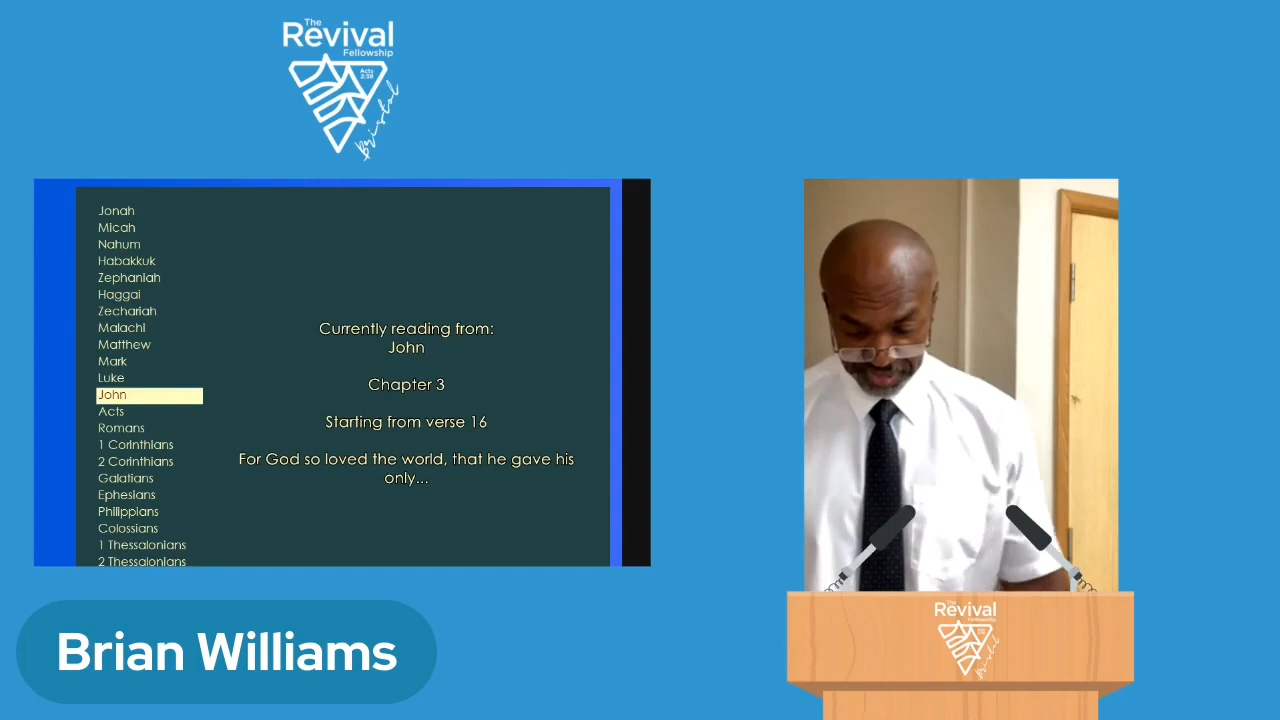 The
Revival
Fellowship
Acts
2:38
Bristol
Jonah
Micah
Nahum
Habakkuk
Zephaniah
Haggai
Zechariah
Malachi
Matthew
Mark
Luke
John
Acts
Romans
1 Corinthians
2 Corinthians
Galatians
Ephesians
Philippians
Colossians
1 Thessalonians
2 Thessalonians
Currently reading from:
John
Chapter 3
Starting from verse 16
For God so loved the world, that he gave his
only...
Brian Williams
The
Revival
Fellowship
Bristol